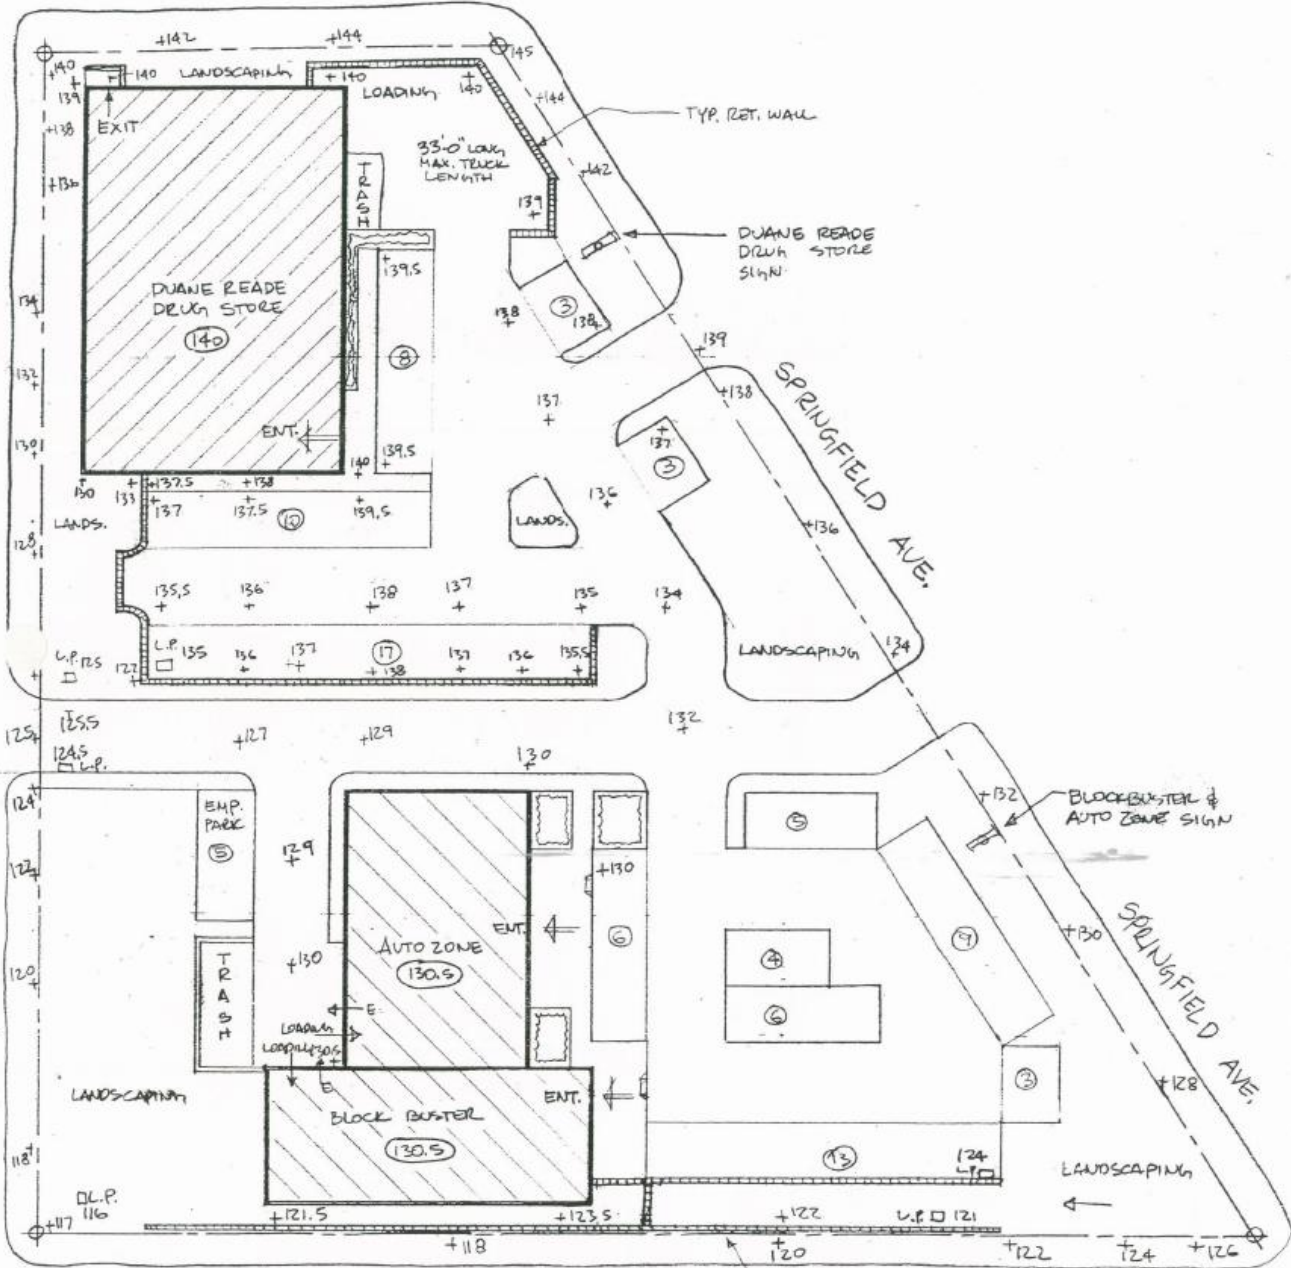 +142
+144
145
+140
+140
LANDSCAPING
+140
LOADING
140
+144
139
+138
EXIT
TYP. RET. WALL
33'-0" LONG
MAX. TRUCK
LENGTH
+142
+136
TRASH
139
DUANE READE
DRUG STORE
SIGN
139.5
DUANE READE
DRUG STORE
140
134
138
3
138
139
8
132
137
+138
SPRINGFIELD AVE.
ENT.
130
137
3
139.5
140
130
133
+137.5
+138
137
137.5
10
139.5
136
LANDS.
LANDS.
+136
128
135.5
136
138
137
135
134
L.P.
135
136
137
17
138
137
136
135.5
LANDSCAPING
134
L.P. 125
127
125.5
125
+127
+129
132
124.5
L.P.
130
124
EMP.
PARK
5
5
+132
BLOCKBUSTER &
AUTO ZONE SIGN
129
122
+130
6
ENT.
9
+130
SPRINGFIELD AVE.
AUTO ZONE
130.5
4
TRASH
+130
120
6
E
LOADING
LOADING
130.5
3
+128
E
LANDSCAPING
ENT.
BLOCK BUSTER
130.5
118
13
124
L.P.
LANDSCAPING
L.P.
116
+117
+121.5
+123.5
+122
L.P. 121
+118
+120
+122
+124
+126